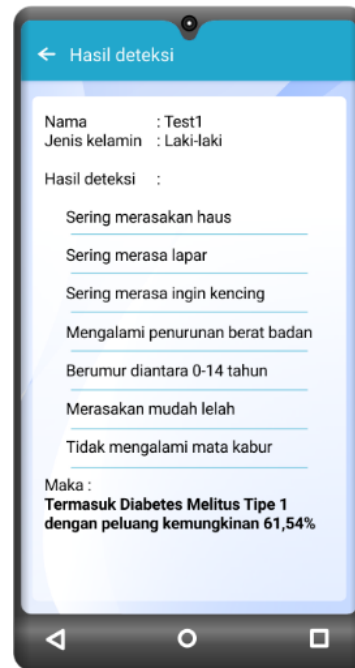 Hasil deteksi
Nama : Test1
Jenis kelamin : Laki-laki
Hasil deteksi :
Sering merasakan haus
Sering merasa lapar
Sering merasa ingin kencing
Mengalami penurunan berat badan
Berumur diantara 0-14 tahun
Merasakan mudah lelah
Tidak mengalami mata kabur
Maka :
Termasuk Diabetes Melitus Tipe 1
dengan peluang kemungkinan 61,54%